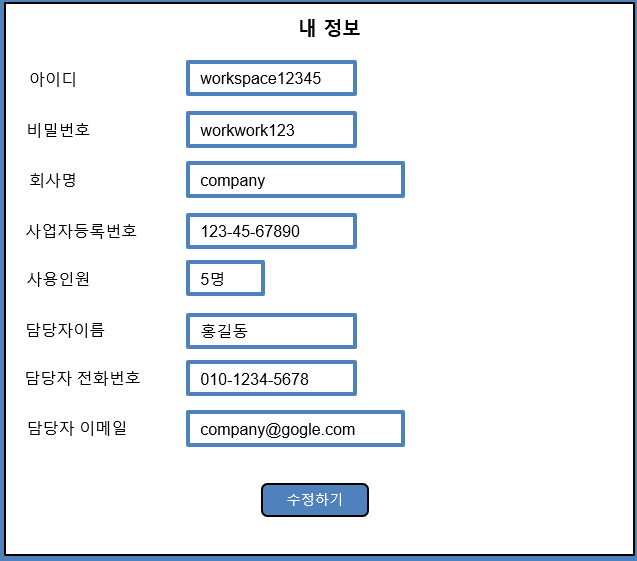 내 정보
아이디 workspace12345
비밀번호 workwork123
회사명 company
사업자등록번호 123-45-67890
사용인원 5명
담당자이름 홍길동
담당자 전화번호 010-1234-5678
담당자 이메일 company@gogle.com
수정하기